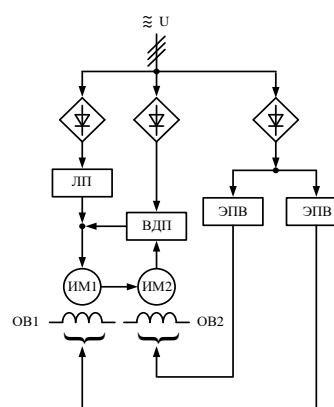 ≈ U
ЛП
ЭПВ ЭПВ
ВДП
ИМ1 ИМ2
ОВ1 ОВ2